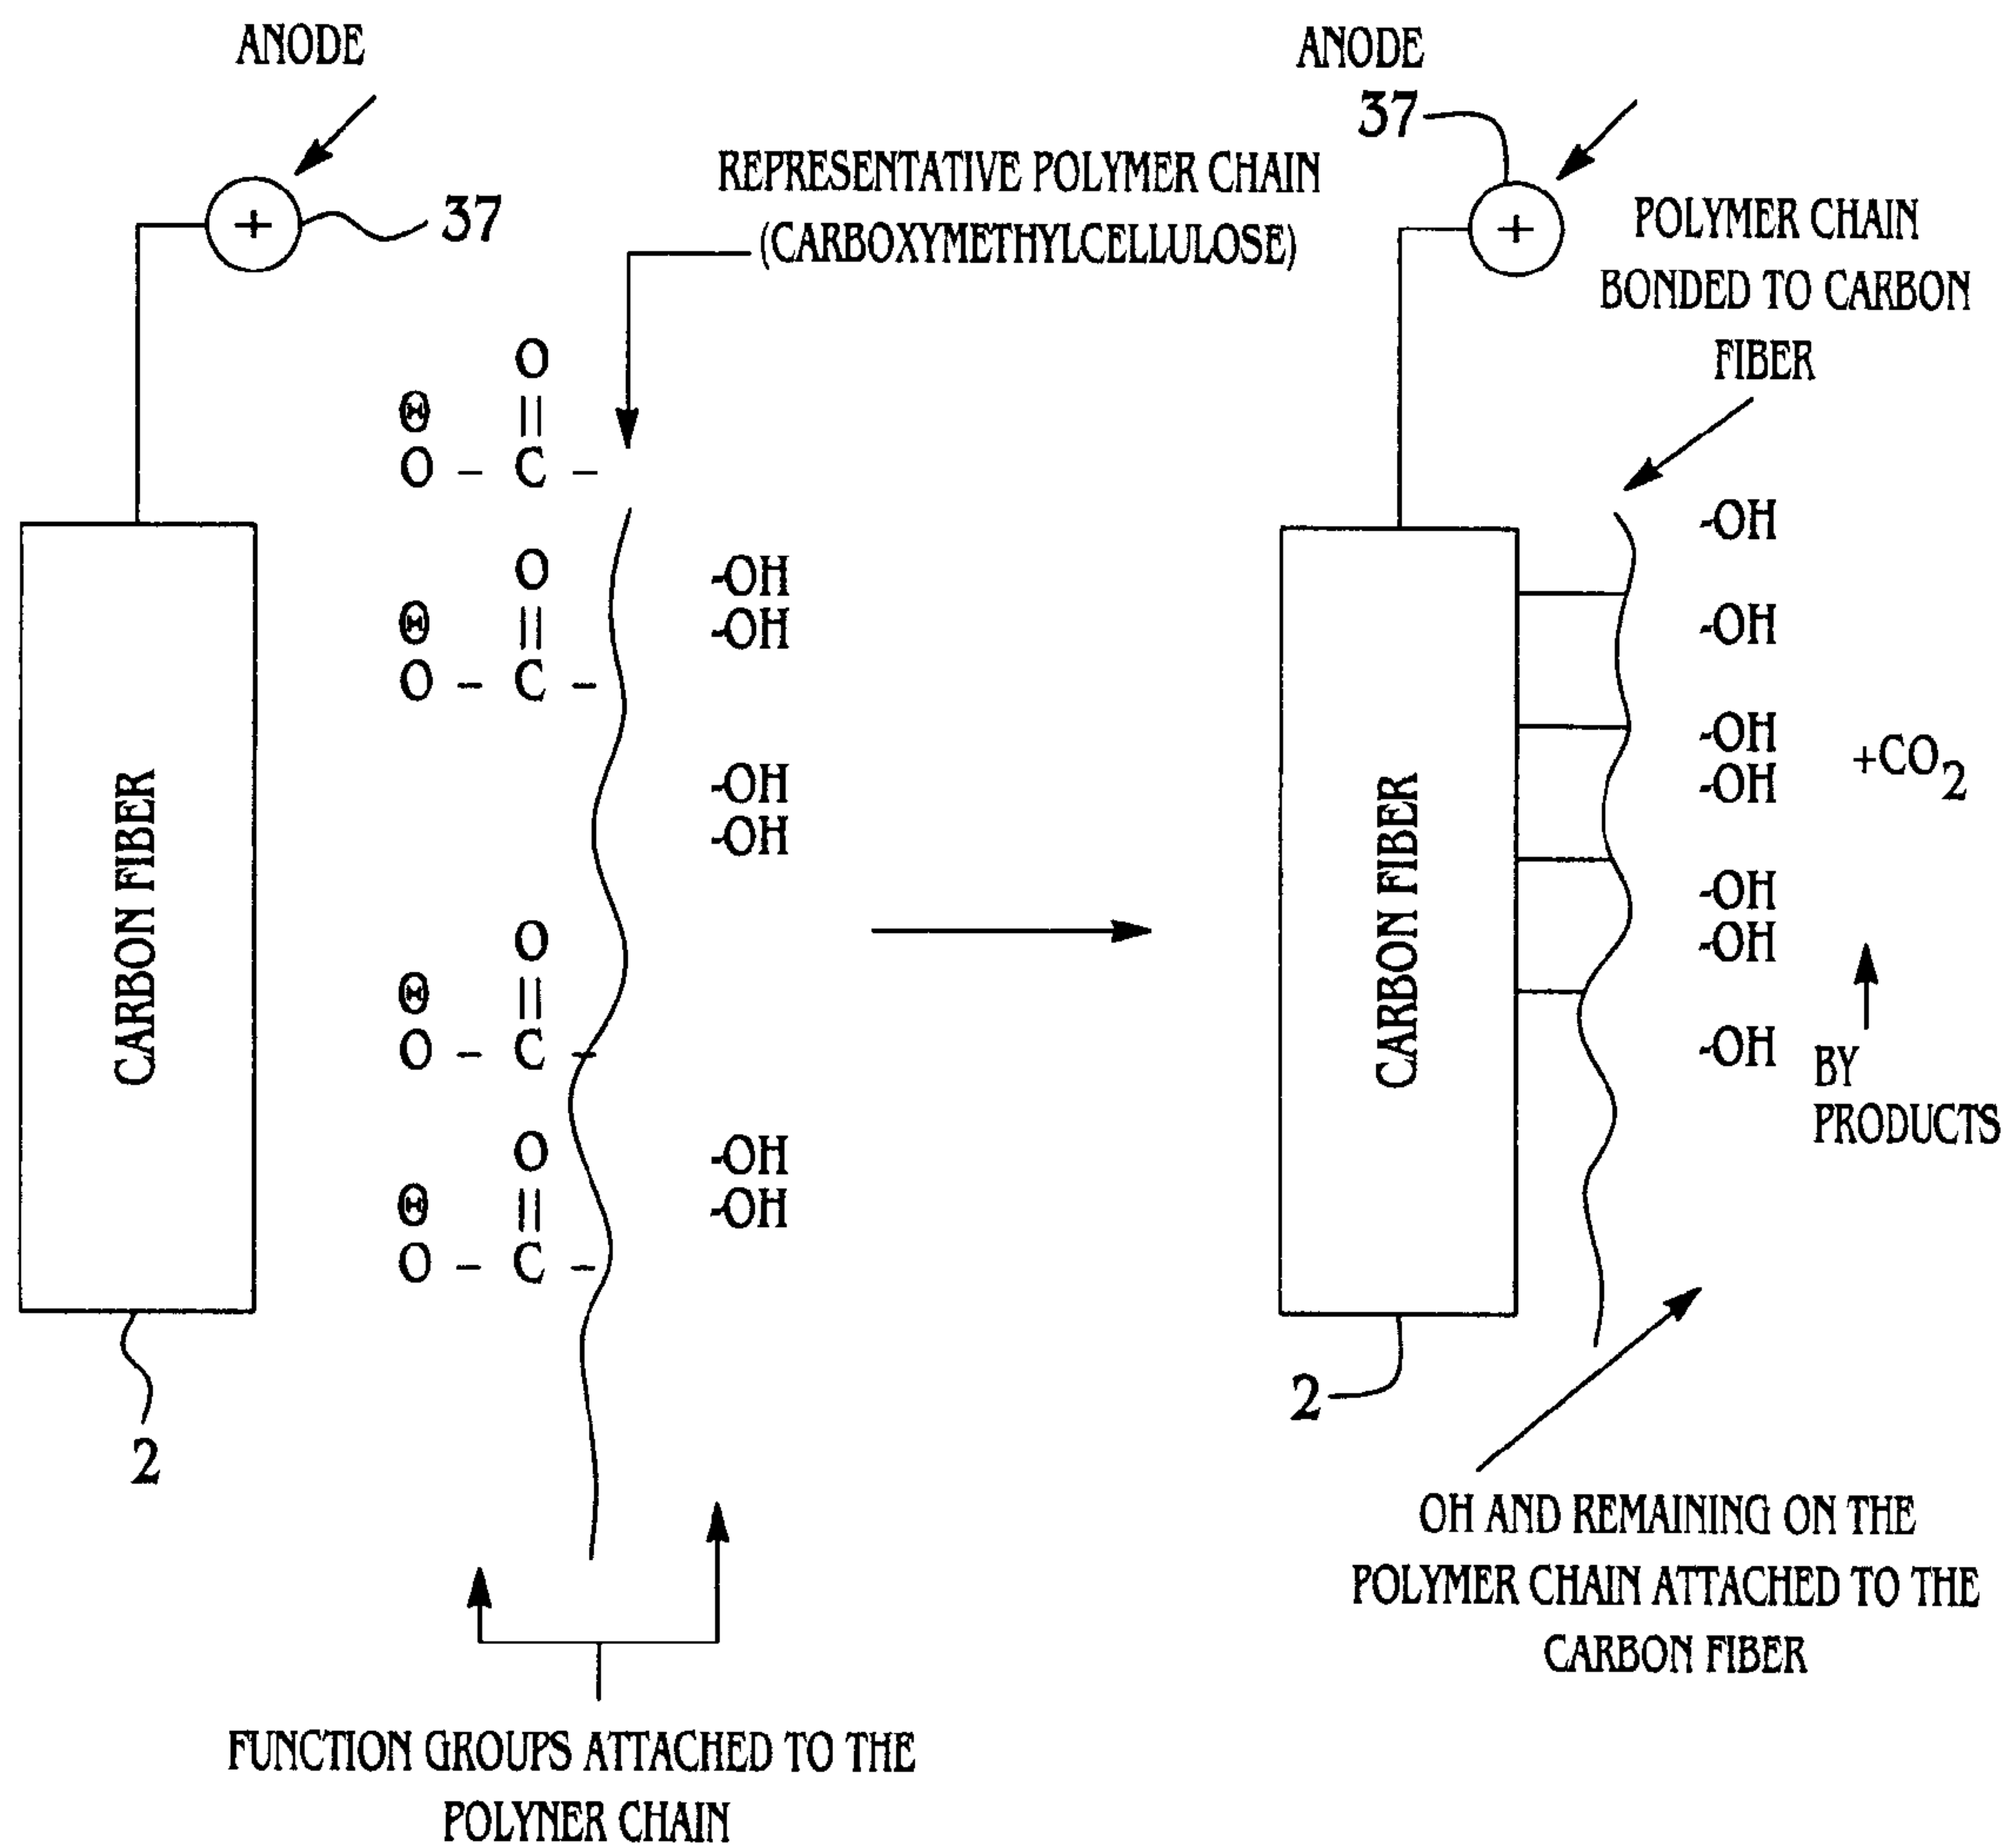 ANODE
37
REPRESENTATIVE POLYMER CHAIN
(CARBOXYMETHYLCELLULOSE)
O
Θ
||
O – C –
O
Θ
||
O – C –
-OH
-OH
-OH
-OH
O
Θ
||
O – C –
O
Θ
||
O – C –
-OH
-OH
CARBON FIBER
2
FUNCTION GROUPS ATTACHED TO THE
POLYNER CHAIN
ANODE
37
POLYMER CHAIN
BONDED TO CARBON
FIBER
-OH
-OH
-OH
-OH
-OH
-OH
-OH
+CO2
BY
PRODUCTS
CARBON FIBER
2
OH AND REMAINING ON THE
POLYMER CHAIN ATTACHED TO THE
CARBON FIBER